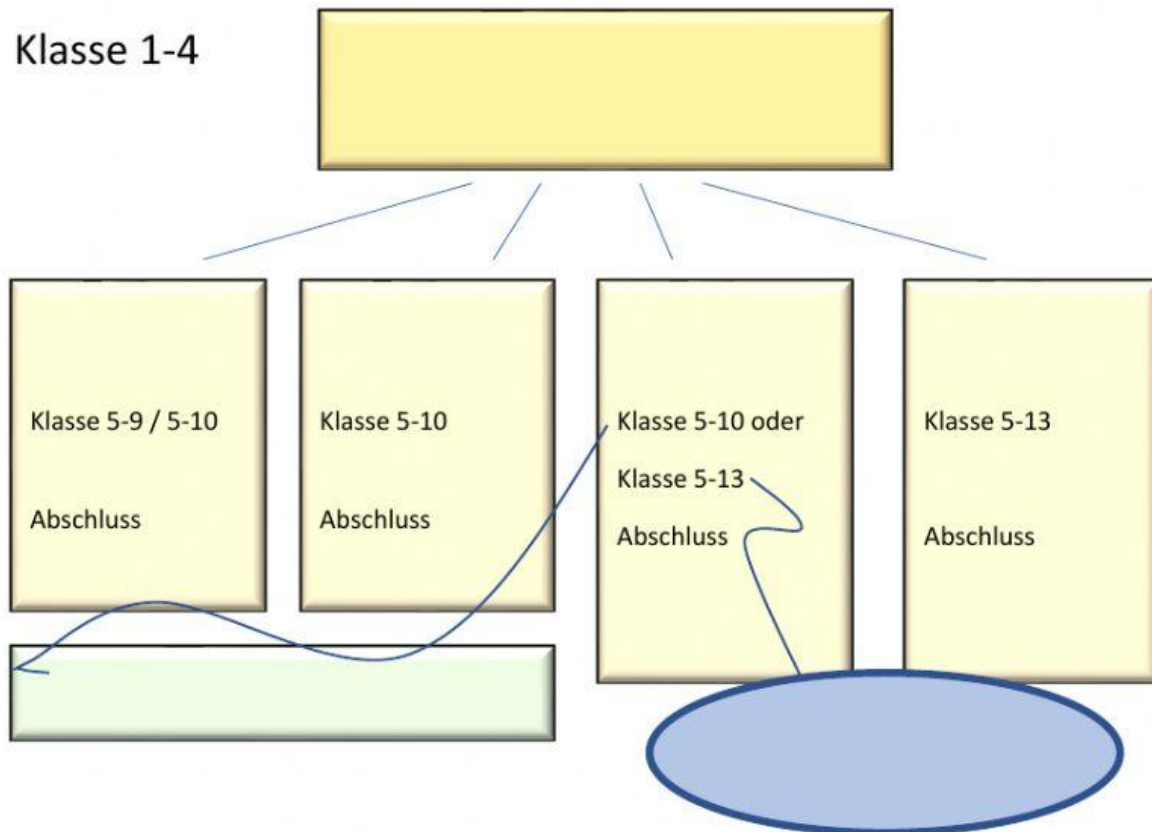 Klasse 1-4
Klasse 5-9 / 5-10
Abschluss
Klasse 5-10
Abschluss
Klasse 5-10 oder
Klasse 5-13
Abschluss
Klasse 5-13
Abschluss